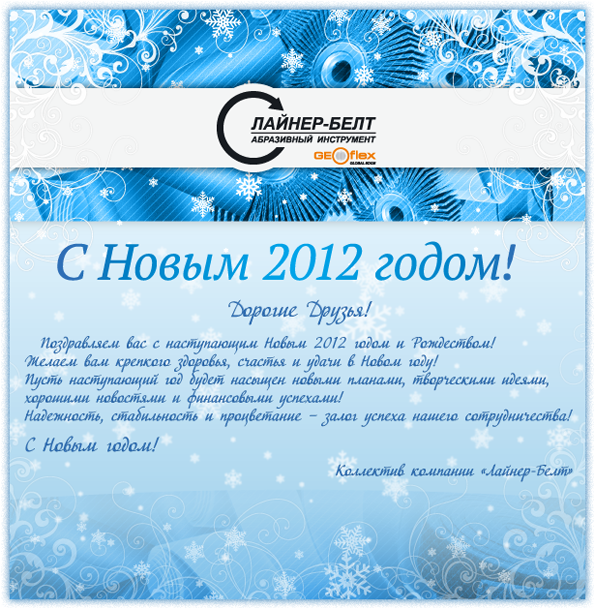 ЛАЙНЕР-БЕЛТ
АБРАЗИВНЫЙ ИНСТРУМЕНТ
GEOflex
С Новым 2012 годом!
Дорогие Друзья!
Поздравляем вас с наступающим Новым 2012 годом и Рождеством!
Желаем вам крепкого здоровья, счастья и удачи в Новом году!
Пусть наступающий год будет насыщен новыми планами, творческими идеями,
хорошими новостями и финансовыми успехами!
Надежность, стабильность и процветание – залог успеха нашего сотрудничества!
С Новым годом!
Коллектив компании «Лайнер-Белт»